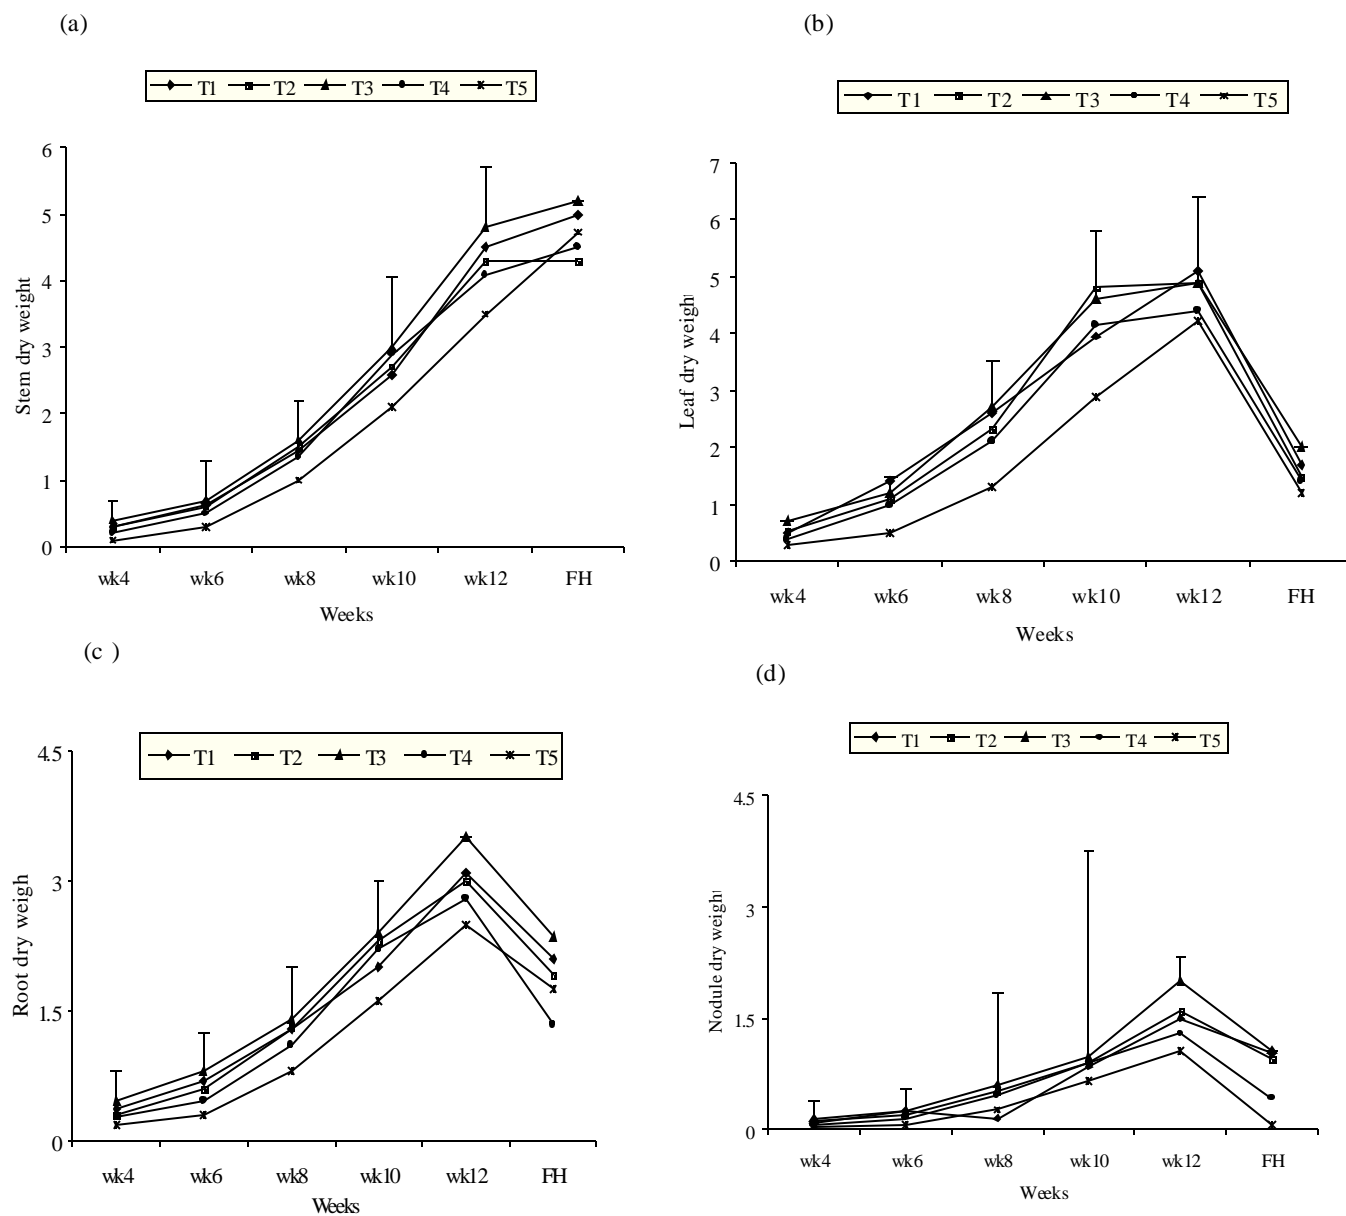 (a)
T1 T2 T3 T4 T5
6
5
4
3
2
1
0
Stem dry weight
wk4 wk6 wk8 wk10 wk12 FH
Weeks
(b)
T1 T2 T3 T4 T5
7
6
5
4
3
2
1
0
Leaf dry weigh
wk4 wk6 wk8 wk10 wk12 FH
Weeks
(c )
T1 T2 T3 T4 T5
4.5
3
1.5
0
Root dry weigh
wk4 wk6 wk8 wk10 wk12 FH
Weeks
(d)
T1 T2 T3 T4 T5
4.5
3
1.5
0
Nodule dry weigh
wk4 wk6 wk8 wk10 wk12 FH
Weeks